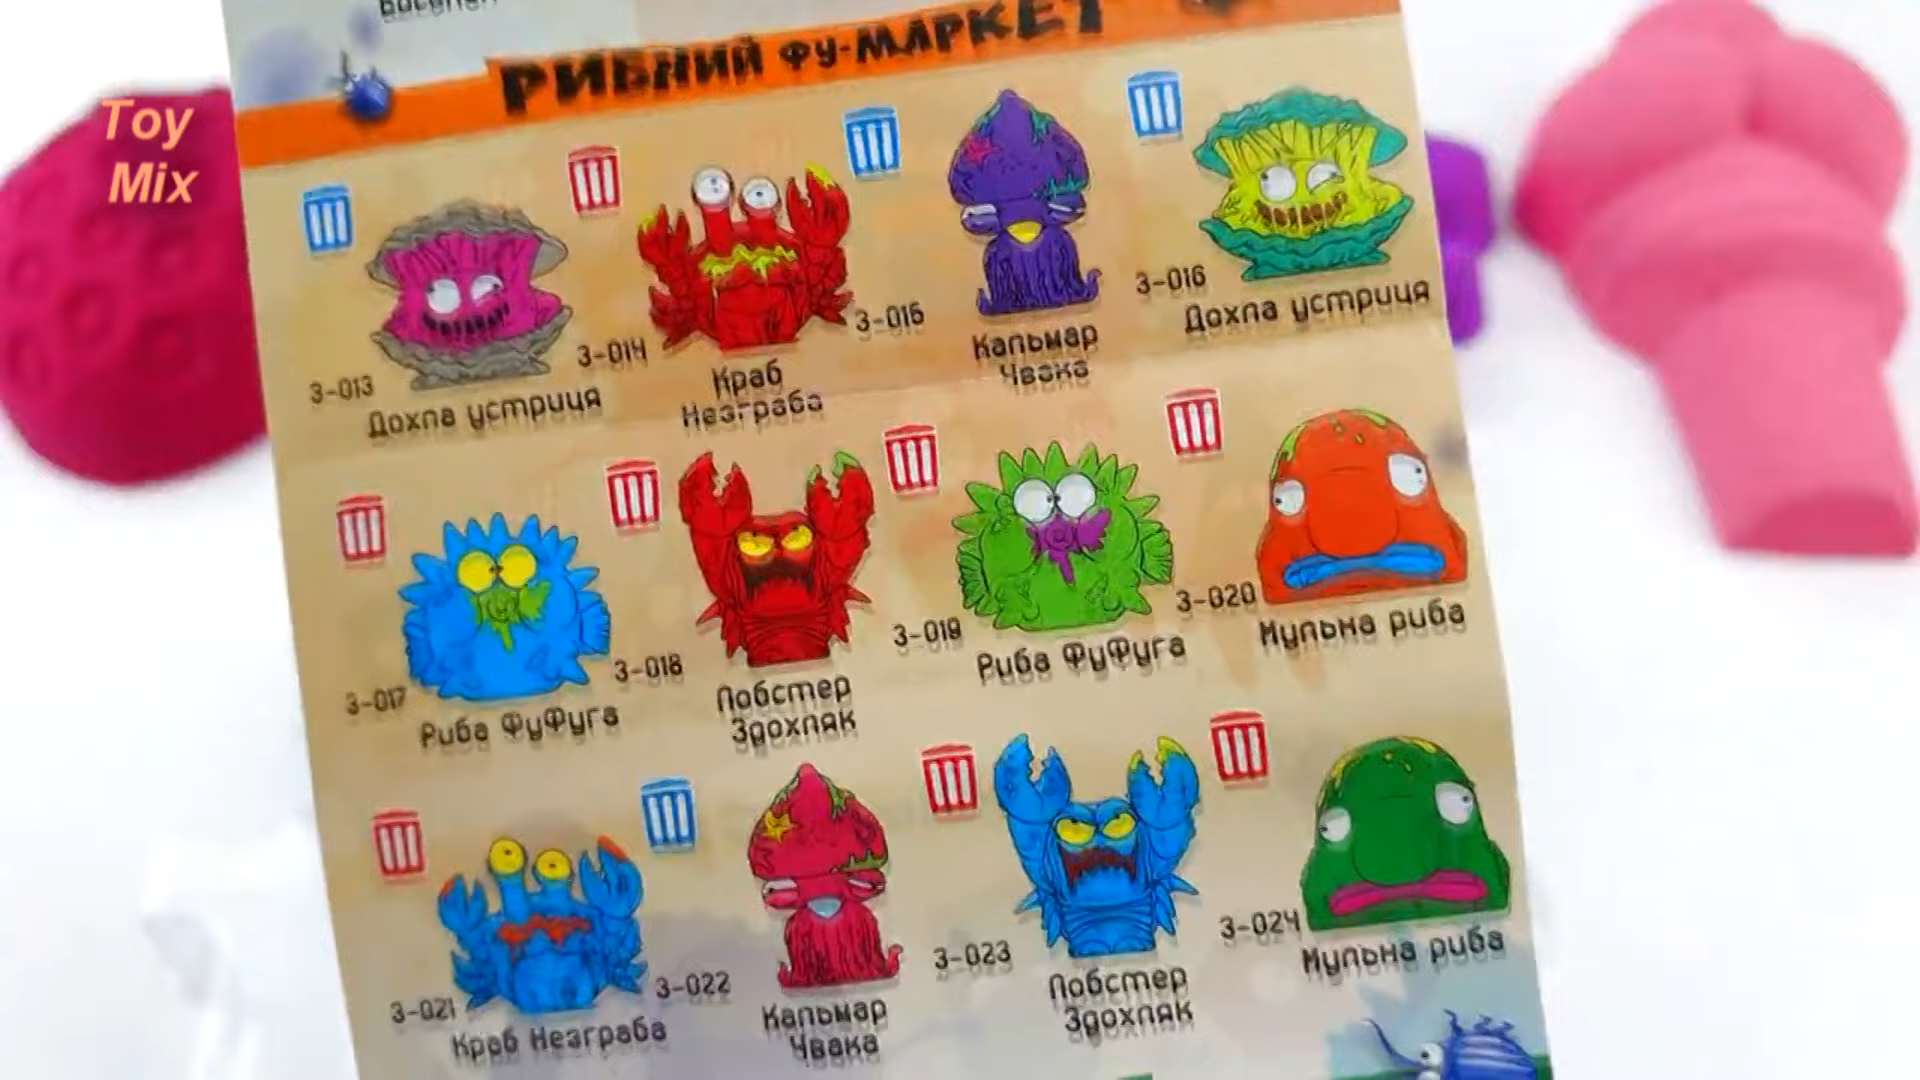 РИБНИЙ ФУ-МАРКЕТ
Toy
Mix
3-013
Дохла устриця
3-014
Краб
Незграба
3-015
Кальмар
Чвака
3-016
Дохла устриця
3-017
Риба ФуФуга
3-018
Лобстер
Здохляк
3-019
Риба ФуФуга
3-020
Мульна риба
3-021
Краб Незграба
3-022
Кальмар
Чвака
3-023
Лобстер
Здохляк
3-024
Мульна риба